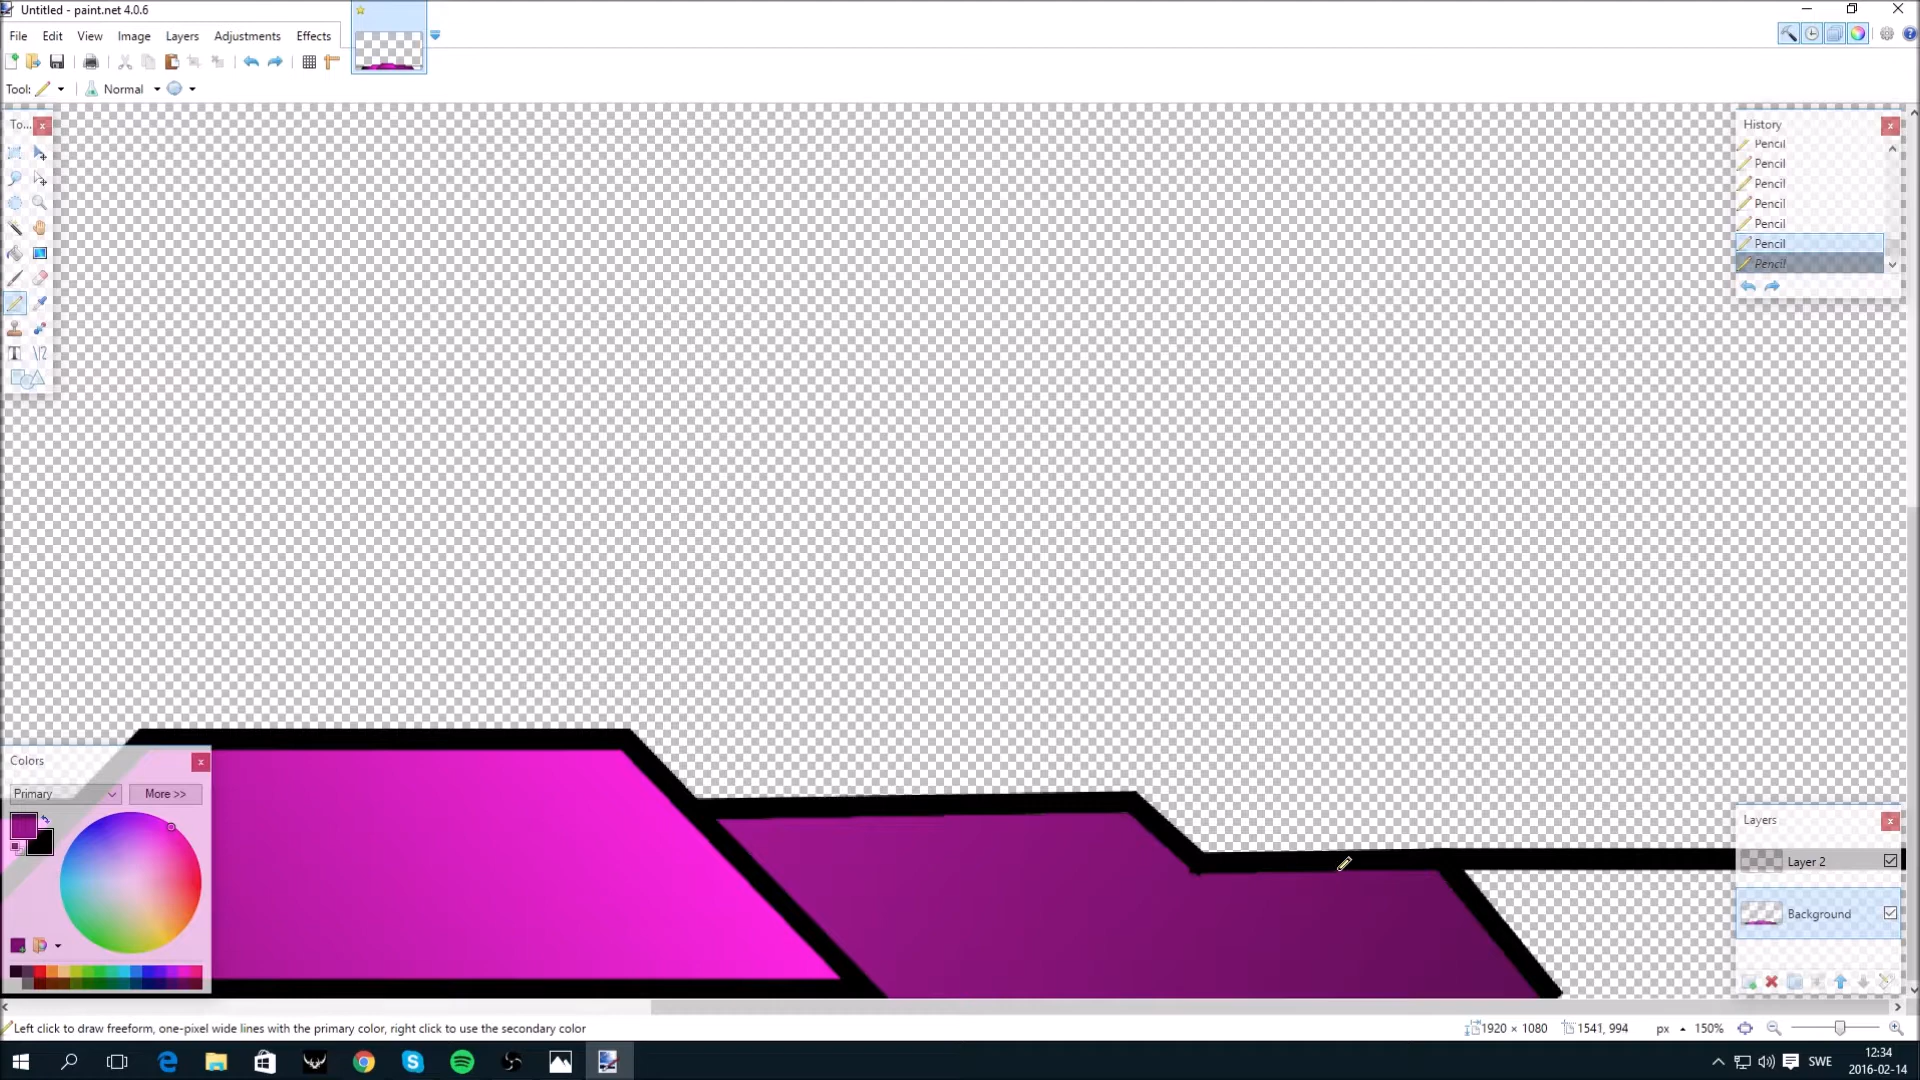 Untitled - paint.net 4.0.6
File Edit View Image Layers Adjustments Effects
Tool: Normal
To...
History
Pencil
Pencil
Pencil
Pencil
Pencil
Pencil
Pencil
Colors
Primary More >>
Layers
Layer 2
Background
Left click to draw freeform, one-pixel wide lines with the primary color, right click to use the secondary color
1920 × 1080 1541, 994 px 150%
SWE
12:34
2016-02-14